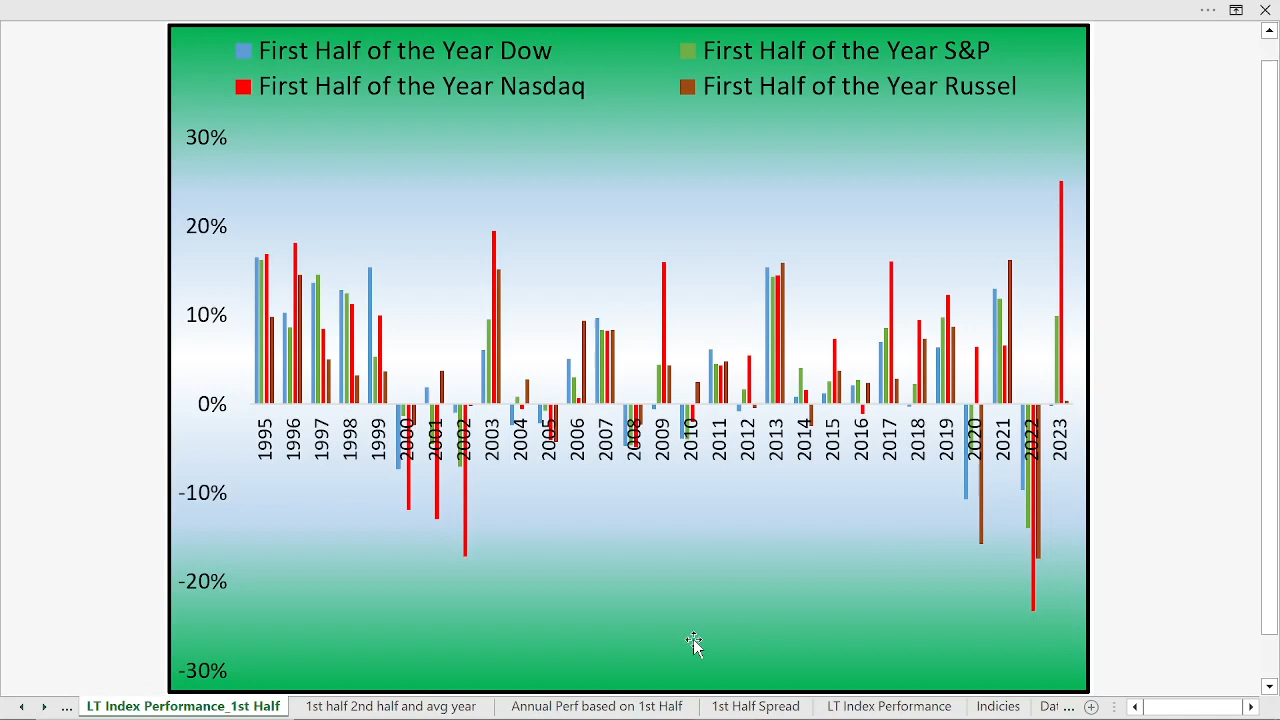 First Half of the Year Dow
First Half of the Year S&P
First Half of the Year Nasdaq
First Half of the Year Russel
30%
20%
10%
0%
-10%
-20%
-30%
1995 1996 1997 1998 1999 2000 2001 2002 2003 2004 2005 2006 2007 2008 2009 2010 2011 2012 2013 2014 2015 2016 2017 2018 2019 2020 2021 2022 2023
... LT Index Performance_1st Half 1st half 2nd half and avg year Annual Perf based on 1st Half 1st Half Spread LT Index Performance Indicies Dat ...